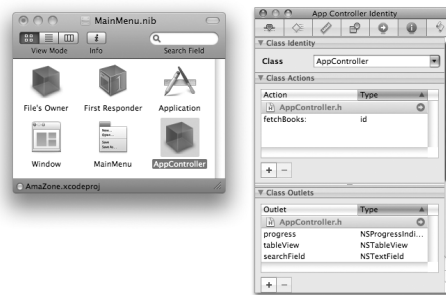 MainMenu.nib
View Mode
Info
Search Field
File's Owner
First Responder
Application
Window
MainMenu
AppController
AmaZone.xcodeproj
App Controller Identity
Class Identity
Class
AppController
Class Actions
Action
Type
AppController.h
fetchBooks:
id
+ −
Class Outlets
Outlet
Type
AppController.h
progress
NSProgressIndi...
tableView
NSTableView
searchField
NSTextField
+ −